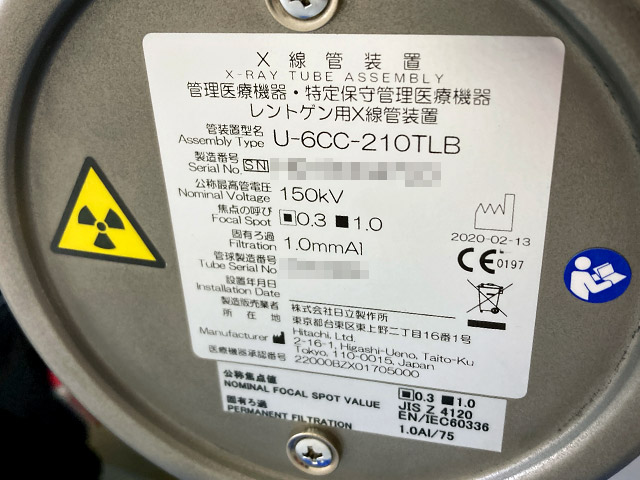 X線管装置
X-RAY TUBE ASSEMBLY
管理医療機器・特定保守管理医療機器
レントゲン用X線管装置
管装置型名
Assembly Type U-6CC-210TLB
製造番号
Serial No. SN
公称最高管電圧
Nominal Voltage 150kV
焦点の呼び
Focal Spot 0.3 1.0
固有ろ過
Filtration 1.0mmAl
管球製造番号
Tube Serial No
設置年月日
Installation Date
2020-02-13
CE 0197
製造販売業者 株式会社日立製作所
所在地 東京都台東区東上野二丁目16番1号
Manufacturer Hitachi, Ltd.
2-16-1, Higashi-Ueno, Taito-Ku
Tokyo, 110-0015, Japan
医療機器承認番号 22000BZX01705000
公称焦点値
NOMINAL FOCAL SPOT VALUE 0.3 1.0
JIS Z 4120
EN/IEC60336
固有ろ過
PERMANENT FILTRATION 1.0Al/75